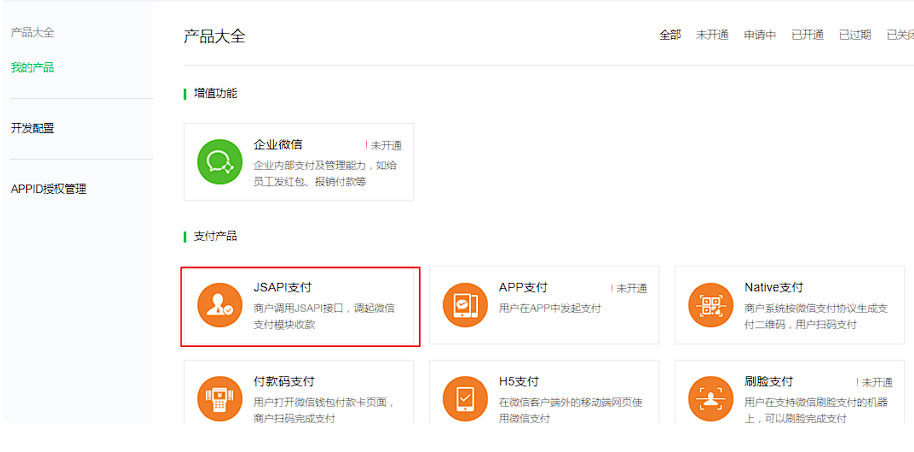 产品大全
我的产品
开发配置
APPID授权管理
产品大全
全部 未开通 申请中 已开通 已过期 已关闭
增值功能
企业微信
! 未开通
企业内部支付及管理能力，如给
员工发红包、报销付款等
支付产品
JSAPI支付
商户调用JSAPI接口，调起微信
支付模块收款
APP支付
! 未开通
用户在APP中发起支付
Native支付
商户系统按微信支付协议生成支
付二维码，用户扫码支付
付款码支付
用户打开微信钱包付款卡页面，
商户扫码完成支付
H5支付
在微信客户端外的移动端网页使
用微信支付
刷脸支付
! 未开通
用户在支持微信刷脸支付的机器
上，可以刷脸完成支付